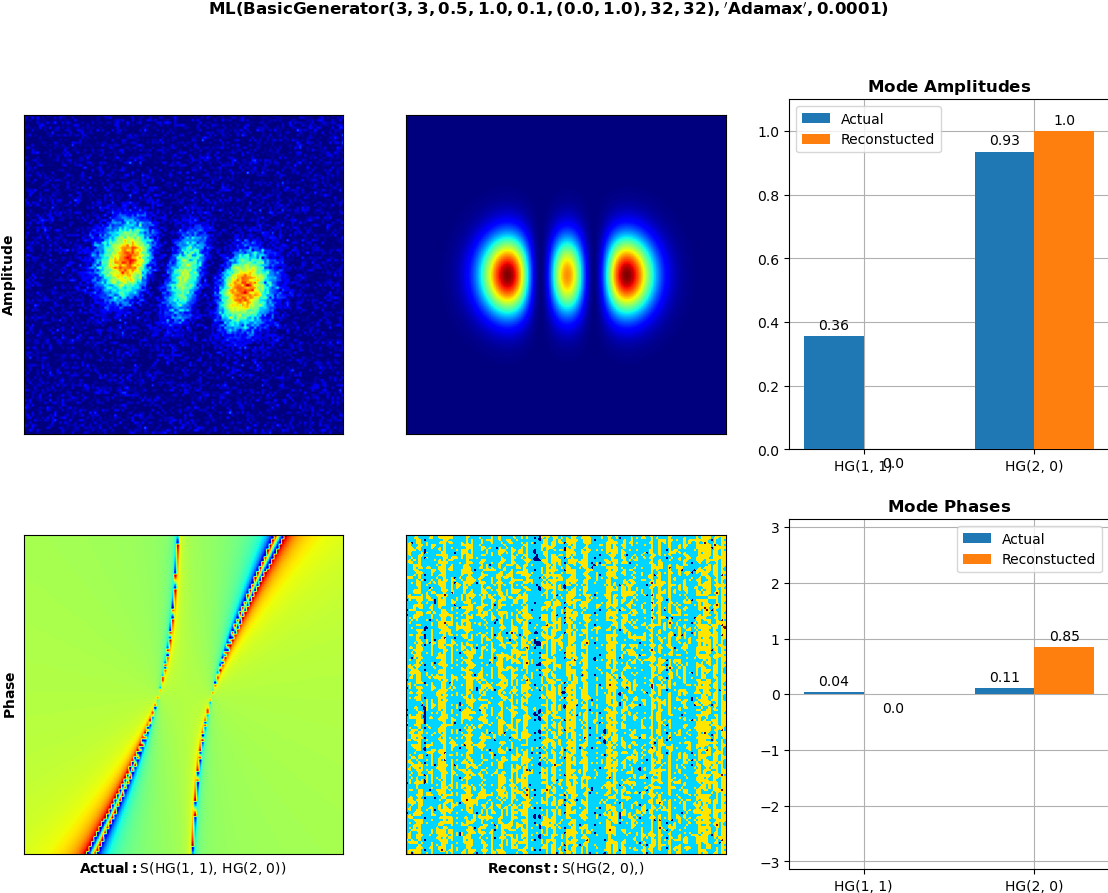 ML(BasicGenerator(3, 3, 0.5, 1.0, 0.1, (0.0, 1.0), 32, 32), ′Adamax′, 0.0001)
Amplitude
Mode Amplitudes
Actual
Reconstucted
1.0
0.8
0.6
0.4
0.2
0.0
0.36
0.0
0.93
1.0
HG(1, 1)
HG(2, 0)
Phase
Actual: S(HG(1, 1), HG(2, 0))
Reconst: S(HG(2, 0),)
Mode Phases
Actual
Reconstucted
3
2
1
0
−1
−2
−3
0.04
0.0
0.11
0.85
HG(1, 1)
HG(2, 0)